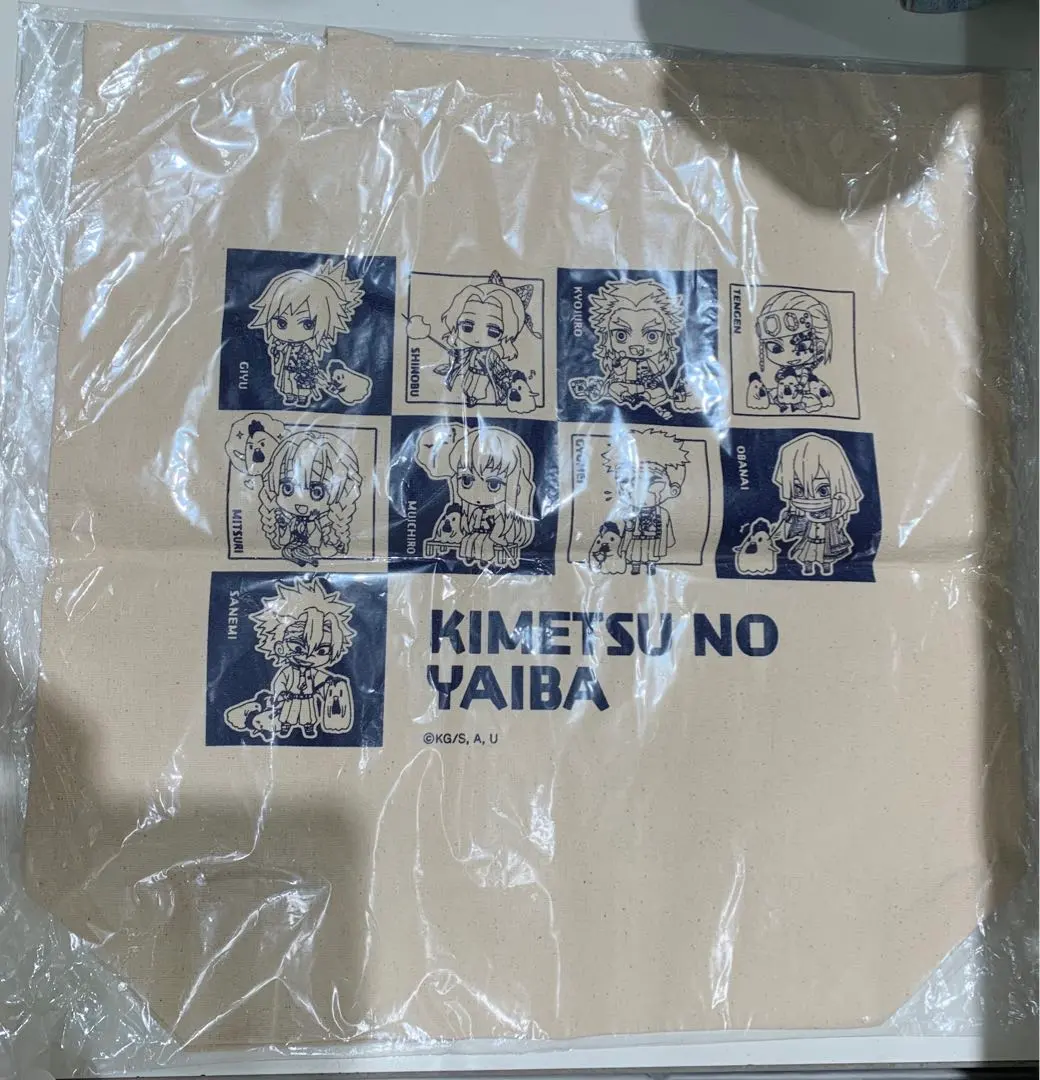 GIYU
SHINOBU
KYOJURO
TENGEN
MITSURI
MUICHIRO
GYOMEI
OBANAI
SANEMI
KIMETSU NO
YAIBA
©KG/S, A, U